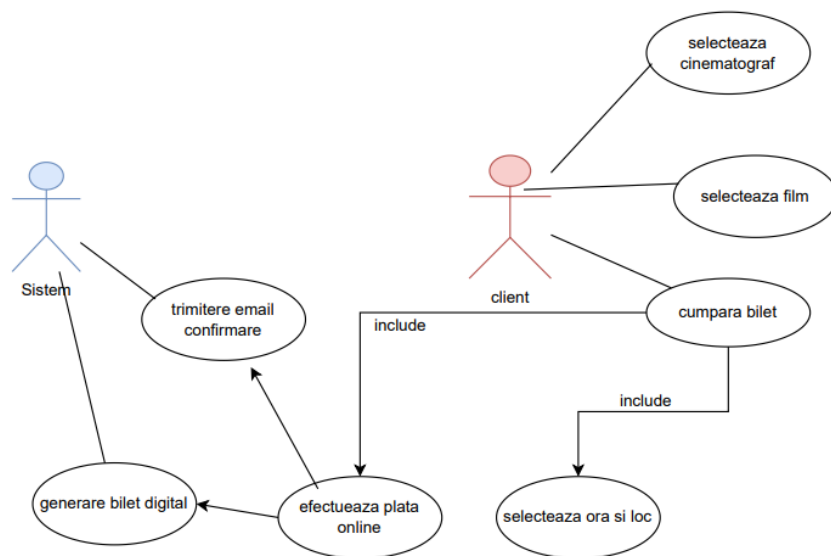 selecteaza
cinematograf
selecteaza film
Sistem
trimitere email
confirmare
client
include
cumpara bilet
include
generare bilet digital
efectueaza plata
online
selecteaza ora si loc